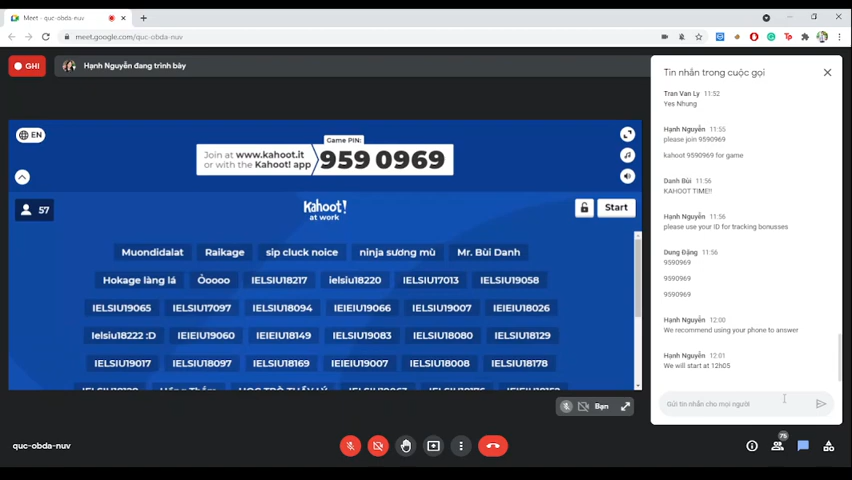 Meet - quc-obda-nuv
meet.google.com/quc-obda-nuv
GHI
Hạnh Nguyễn đang trình bày
EN
Join at www.kahoot.it
or with the Kahoot! app
Game PIN:
959 0969
57
Kahoot!
at work
Start
Muondidalat
Raikage
sip cluck noice
ninja sương mù
Mr. Bùi Danh
Hokage làng lá
Ỏoooo
IELSIU18217
ielsiu18220
IELSIU17013
IELSIU19058
IELSIU19065
IELSIU17097
IELSIU18094
IEIEIU19066
IELSIU19007
IEIEIU18026
Ielsiu18222 :D
IEIEIU19060
IEIEIU18149
IELSIU19083
IELSIU18080
IELSIU18129
IELSIU19017
IELSIU18097
IELSIU18169
IEIEIU19007
IELSIU18008
IELSIU18178
Bạn
Tin nhắn trong cuộc gọi
Tran Van Ly 11:52
Yes Nhung
Hạnh Nguyễn 11:55
please join 9590969
kahoot 9590969 for game
Danh Bùi 11:56
KAHOOT TIME!!
Hạnh Nguyễn 11:56
please use your ID for tracking bonusses
Dung Đặng 11:56
9590969
9590969
9590969
Hạnh Nguyễn 12:00
We recommend using your phone to answer
Hạnh Nguyễn 12:01
We will start at 12h05
Gửi tin nhắn cho mọi người
quc-obda-nuv